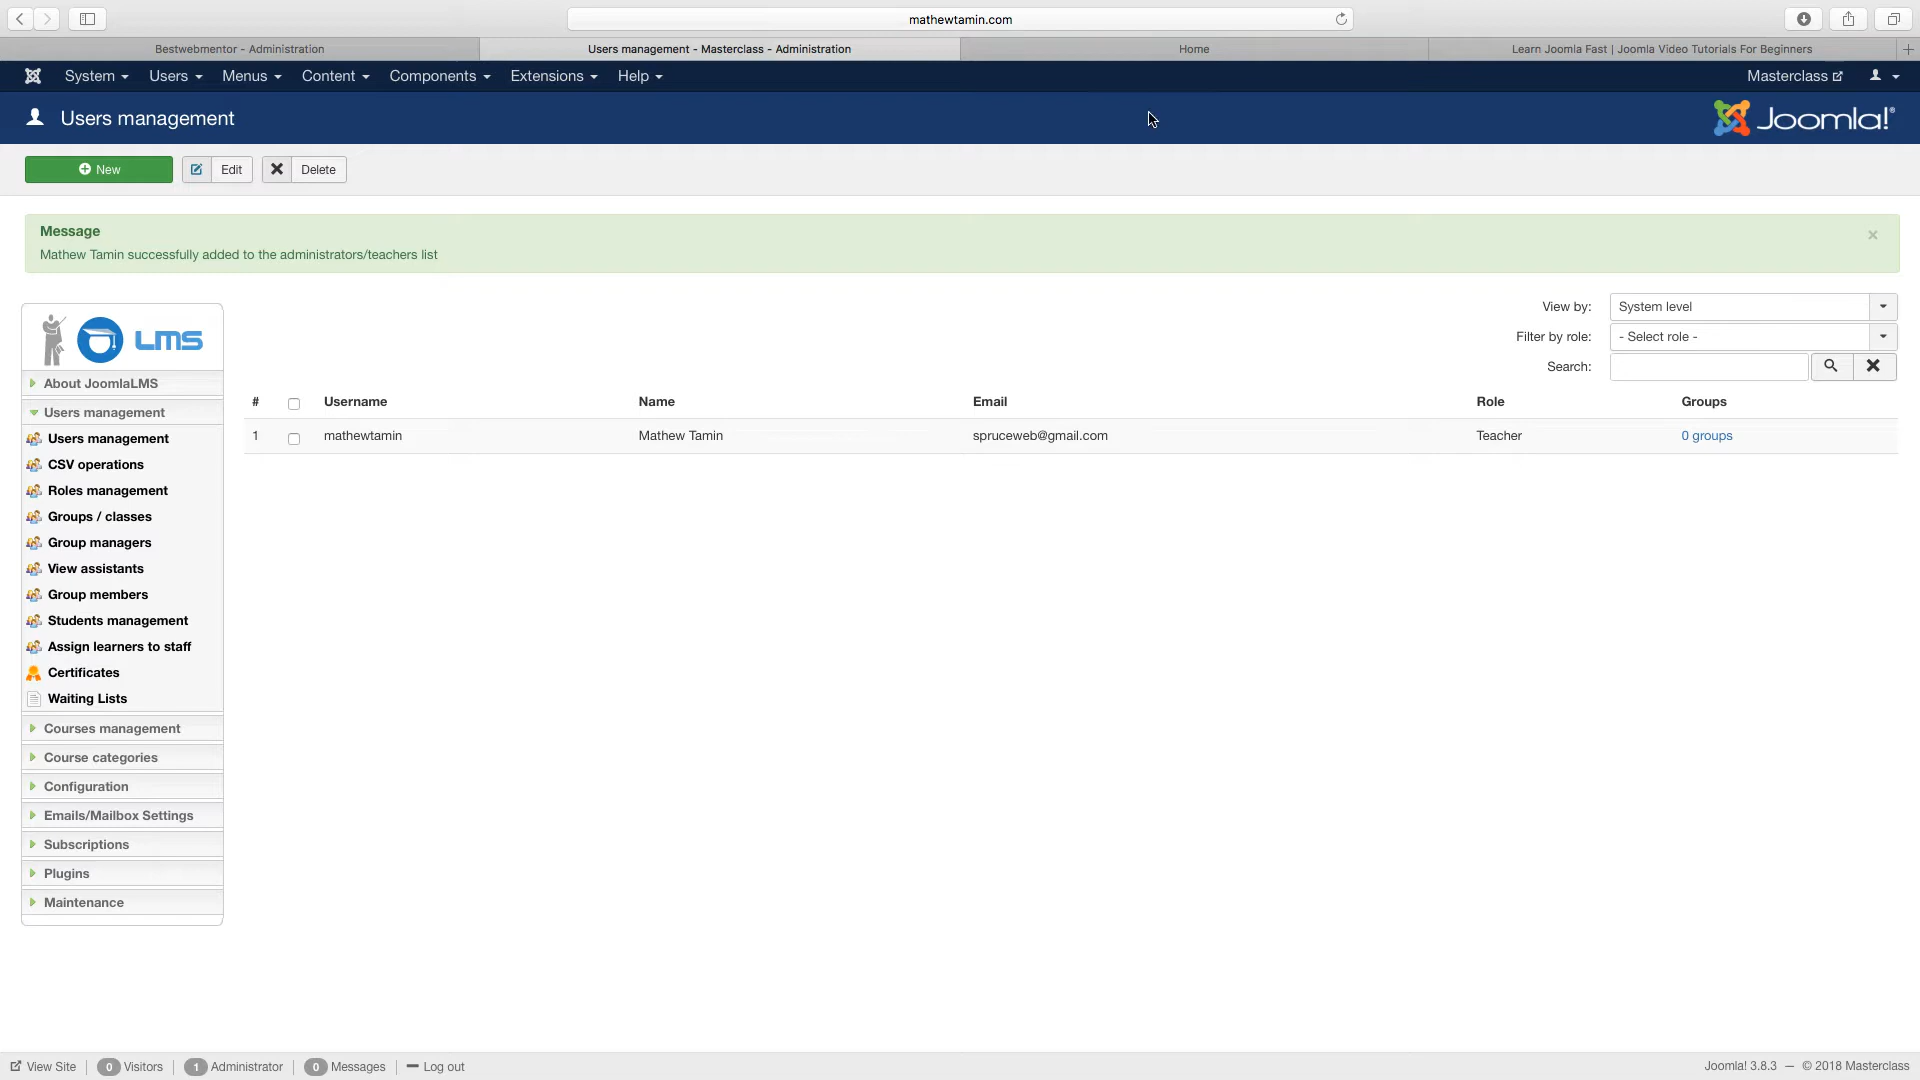 mathewtamin.com
Bestwebmentor - Administration
Users management - Masterclass - Administration
Home
Learn Joomla Fast | Joomla Video Tutorials For Beginners
System
Users
Menus
Content
Components
Extensions
Help
Masterclass
Users management
Joomla!®
New
Edit
Delete
Message
Mathew Tamin successfully added to the administrators/teachers list
View by:
System level
Filter by role:
- Select role -
Search:
LMS
About JoomlaLMS
Users management
Users management
CSV operations
Roles management
Groups / classes
Group managers
View assistants
Group members
Students management
Assign learners to staff
Certificates
Waiting Lists
Courses management
Course categories
Configuration
Emails/Mailbox Settings
Subscriptions
Plugins
Maintenance
# Username Name Email Role Groups
1 mathewtamin Mathew Tamin spruceweb@gmail.com Teacher 0 groups
View Site
0 Visitors
1 Administrator
0 Messages
Log out
Joomla! 3.8.3 — © 2018 Masterclass